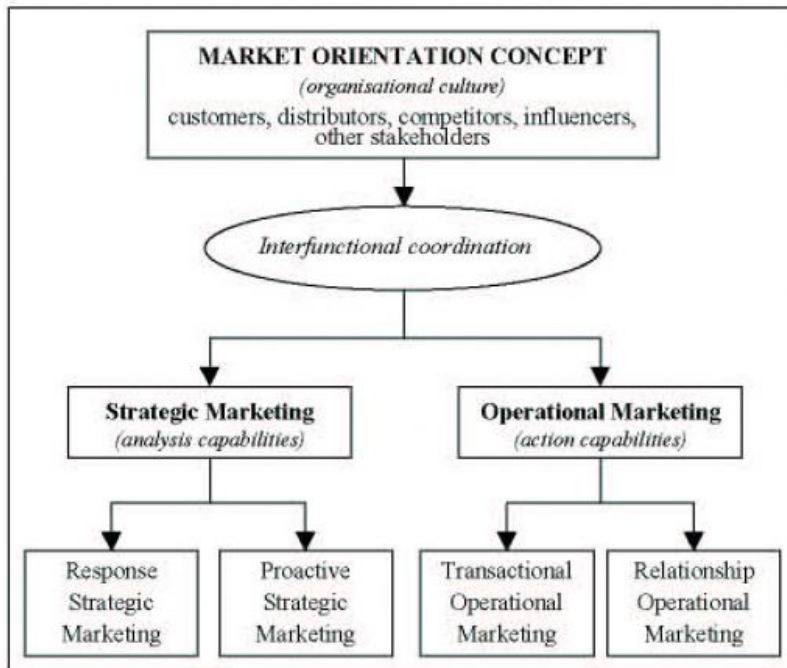 MARKET ORIENTATION CONCEPT
(organisational culture)
customers, distributors, competitors, influencers,
other stakeholders
Interfunctional coordination
Strategic Marketing
(analysis capabilities)
Operational Marketing
(action capabilities)
Response
Strategic
Marketing
Proactive
Strategic
Marketing
Transactional
Operational
Marketing
Relationship
Operational
Marketing